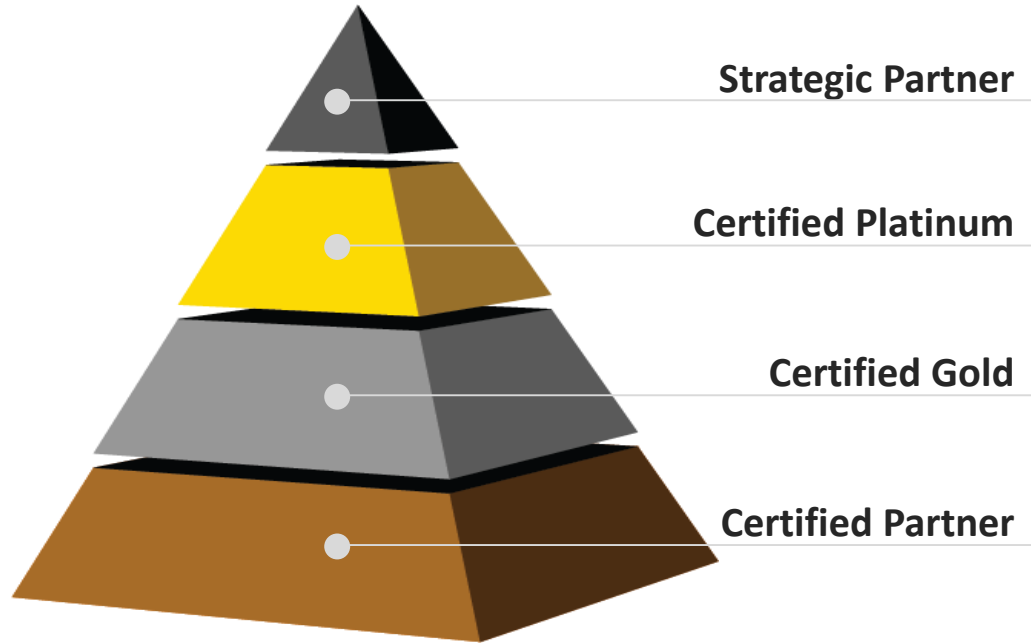 Strategic Partner
Certified Platinum
Certified Gold
Certified Partner